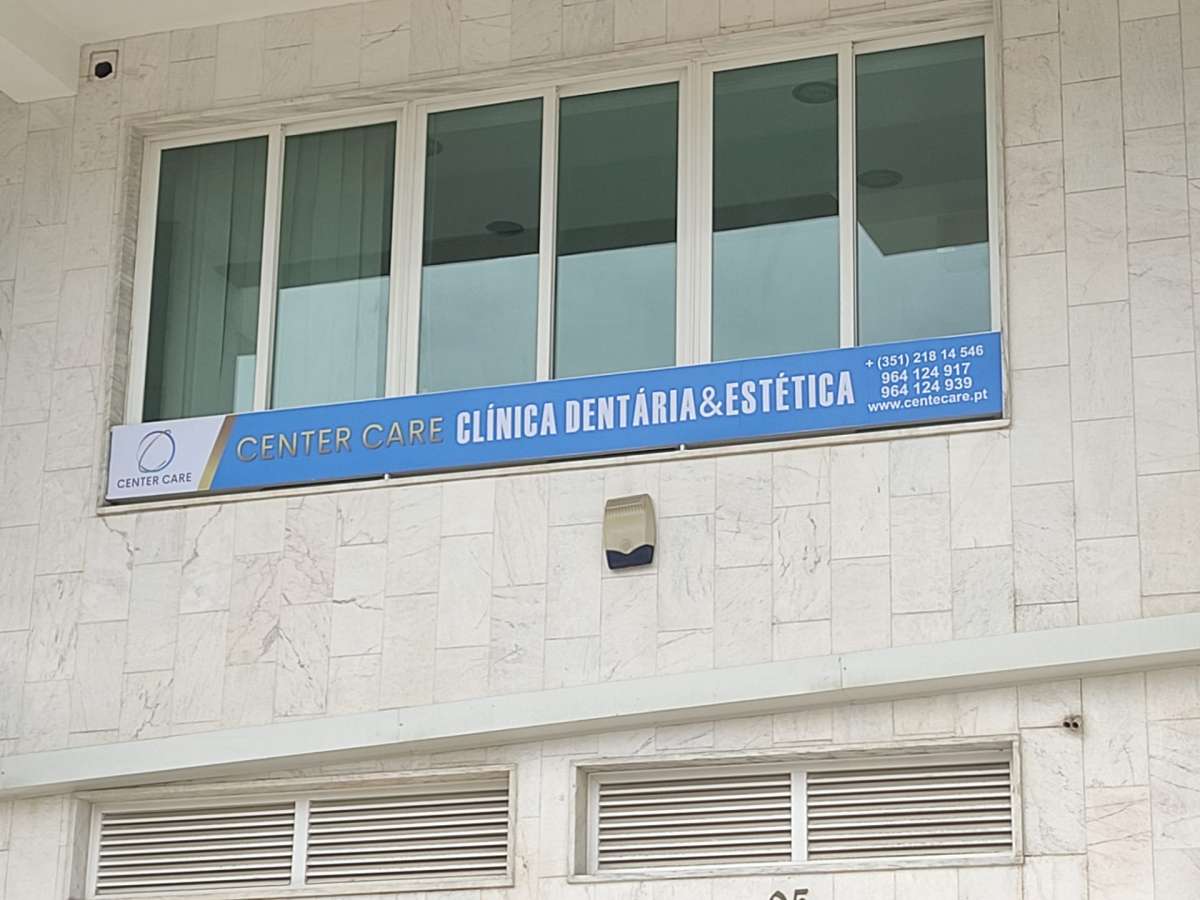 CENTER CARE
CENTER CARE CLÍNICA DENTÁRIA&ESTÉTICA
+ (351) 218 14 546
964 124 917
964 124 939
www.centecare.pt